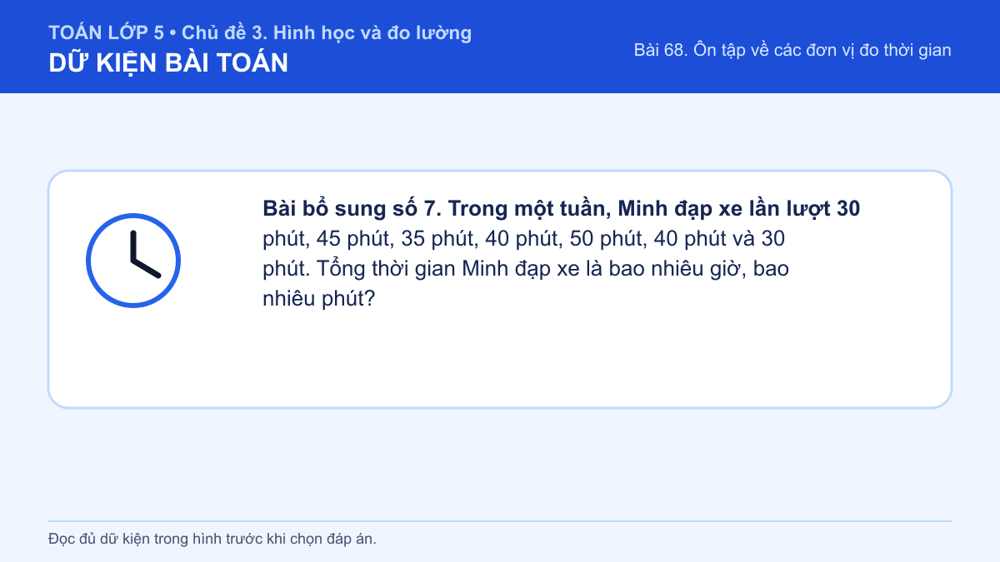 TOÁN LỚP 5 • Chủ đề 3. Hình học và đo lường
DỮ KIỆN BÀI TOÁN
Bài 68. Ôn tập về các đơn vị đo thời gian
Bài bổ sung số 7. Trong một tuần, Minh đạp xe lần lượt 30
phút, 45 phút, 35 phút, 40 phút, 50 phút, 40 phút và 30
phút. Tổng thời gian Minh đạp xe là bao nhiêu giờ, bao
nhiêu phút?
Đọc đủ dữ kiện trong hình trước khi chọn đáp án.